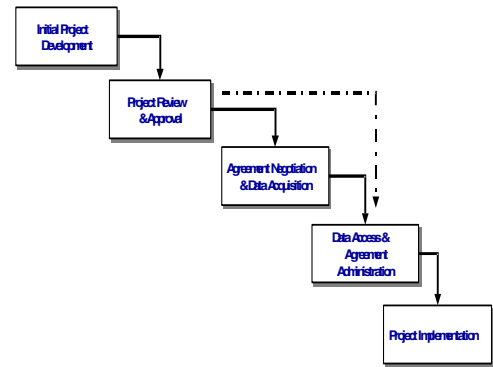 Initial Project
Development
Project Review
& Approval
Agreement Negotiation
& Data Acquisition
Data Access &
Agreement
Administration
Project Implementation